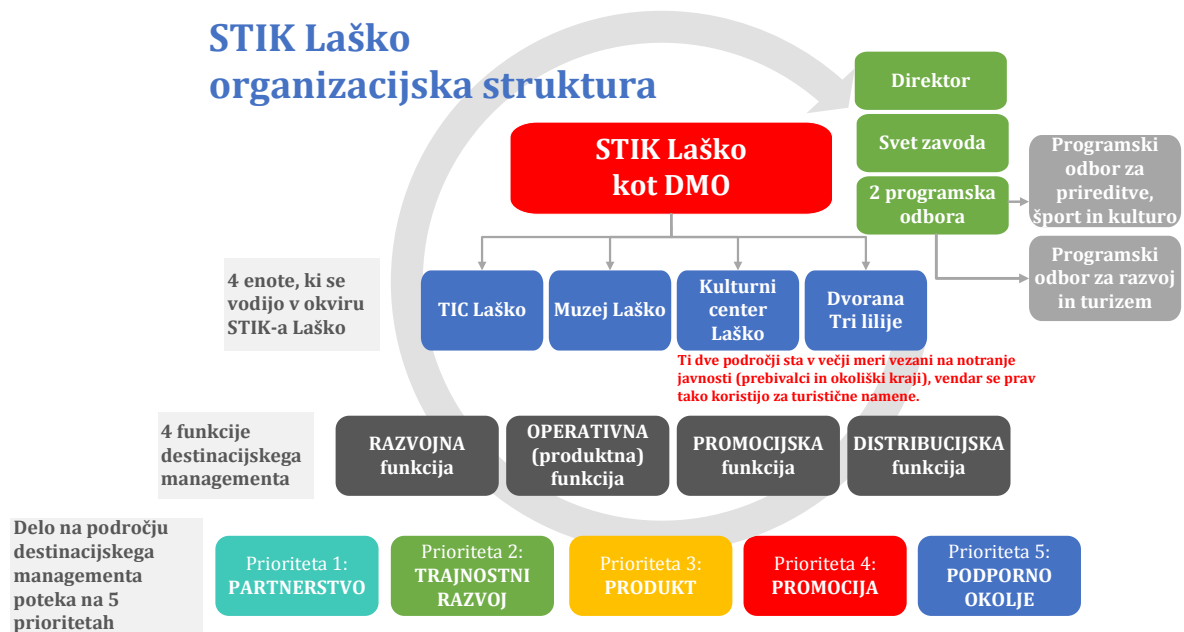 STIK Laško
organizacijska struktura
Direktor
Svet zavoda
2 programska
odbora
Programski
odbor za
prireditve,
šport in kulturo
Programski
odbor za razvoj
in turizem
STIK Laško
kot DMO
4 enote, ki se
vodijo v okviru
STIK-a Laško
TIC Laško
Muzej Laško
Kulturni
center
Laško
Dvorana
Tri lilije
Ti dve področji sta v večji meri vezani na notranje
javnosti (prebivalci in okoliški kraji), vendar se prav
tako koristijo za turistične namene.
4 funkcije
destinacijskega
managementa
RAZVOJNA
funkcija
OPERATIVNA
(produktna)
funkcija
PROMOCIJSKA
funkcija
DISTRIBUCIJSKA
funkcija
Delo na področju
destinacijskega
managementa
poteka na 5
prioritetah
Prioriteta 1:
PARTNERSTVO
Prioriteta 2:
TRAJNOSTNI
RAZVOJ
Prioriteta 3:
PRODUKT
Prioriteta 4:
PROMOCIJA
Prioriteta 5:
PODPORNO
OKOLJE